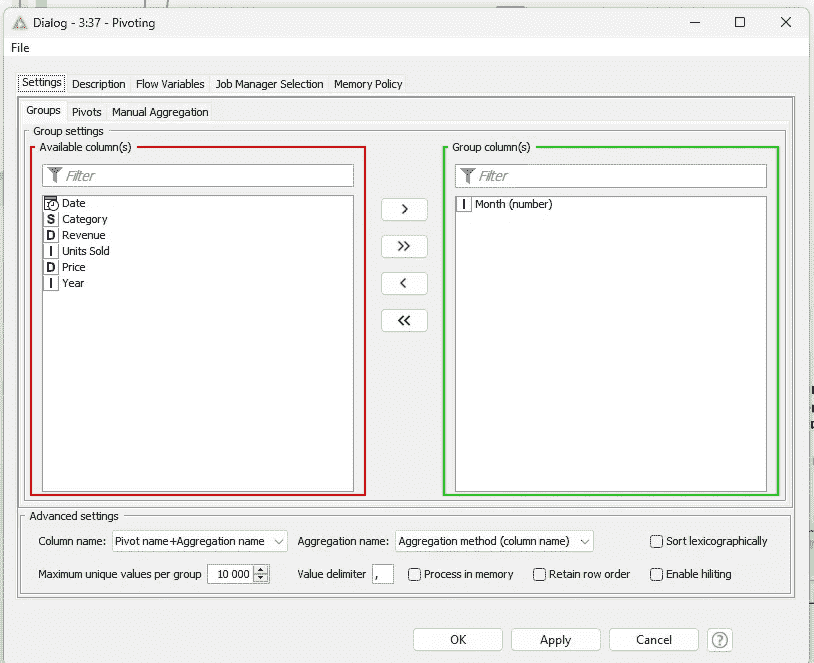 Dialog - 3:37 - Pivoting
File
Settings Description Flow Variables Job Manager Selection Memory Policy
Groups Pivots Manual Aggregation
Group settings
Available column(s)
Filter
Date
S Category
D Revenue
I Units Sold
D Price
I Year
>
>>
<
<<
Group column(s)
Filter
I Month (number)
Advanced settings
Column name: Pivot name+Aggregation name Aggregation name: Aggregation method (column name) Sort lexicographically
Maximum unique values per group 10 000 Value delimiter , Process in memory Retain row order Enable hiliting
OK Apply Cancel ?